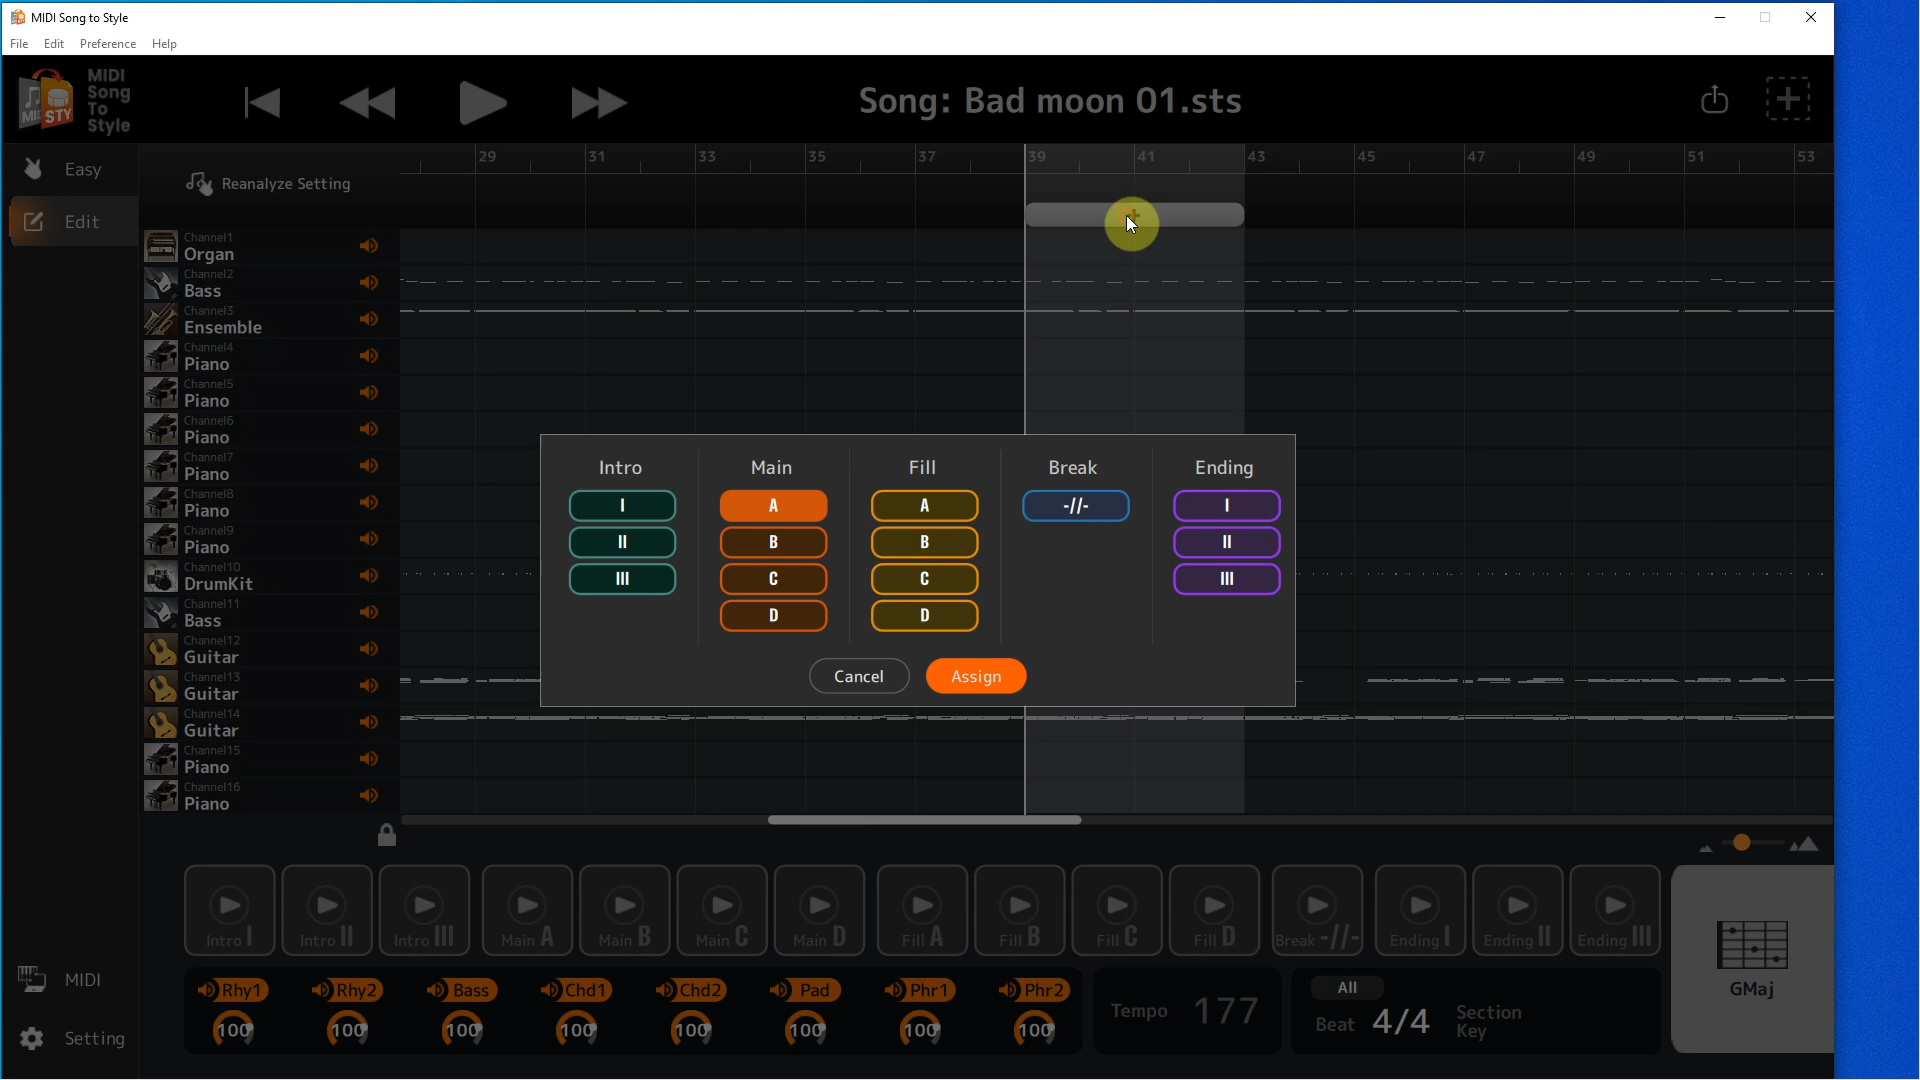 MIDI Song to Style
File Edit Preference Help
MIDI Song To Style
Song: Bad moon 01.sts
Easy
Edit
Reanalyze Setting
29 31 33 35 37 39 41 43 45 47 49 51 53
Channel1
Organ
Channel2
Bass
Channel3
Ensemble
Channel4
Piano
Channel5
Piano
Channel6
Piano
Channel7
Piano
Channel8
Piano
Channel9
Piano
Channel10
DrumKit
Channel11
Bass
Channel12
Guitar
Channel13
Guitar
Channel14
Guitar
Channel15
Piano
Channel16
Piano
Intro Main Fill Break Ending
I A A -//- I
II B B II
III C C III
D D
Cancel Assign
Intro I Intro II Intro III Main A Main B Main C Main D Fill A Fill B Fill C Fill D Break -//- Ending I Ending II Ending III
GMaj
Rhy1 Rhy2 Bass Chd1 Chd2 Pad Phr1 Phr2
100 100 100 100 100 100 100 100
Tempo 177
All
Beat 4/4 Section Key
MIDI
Setting